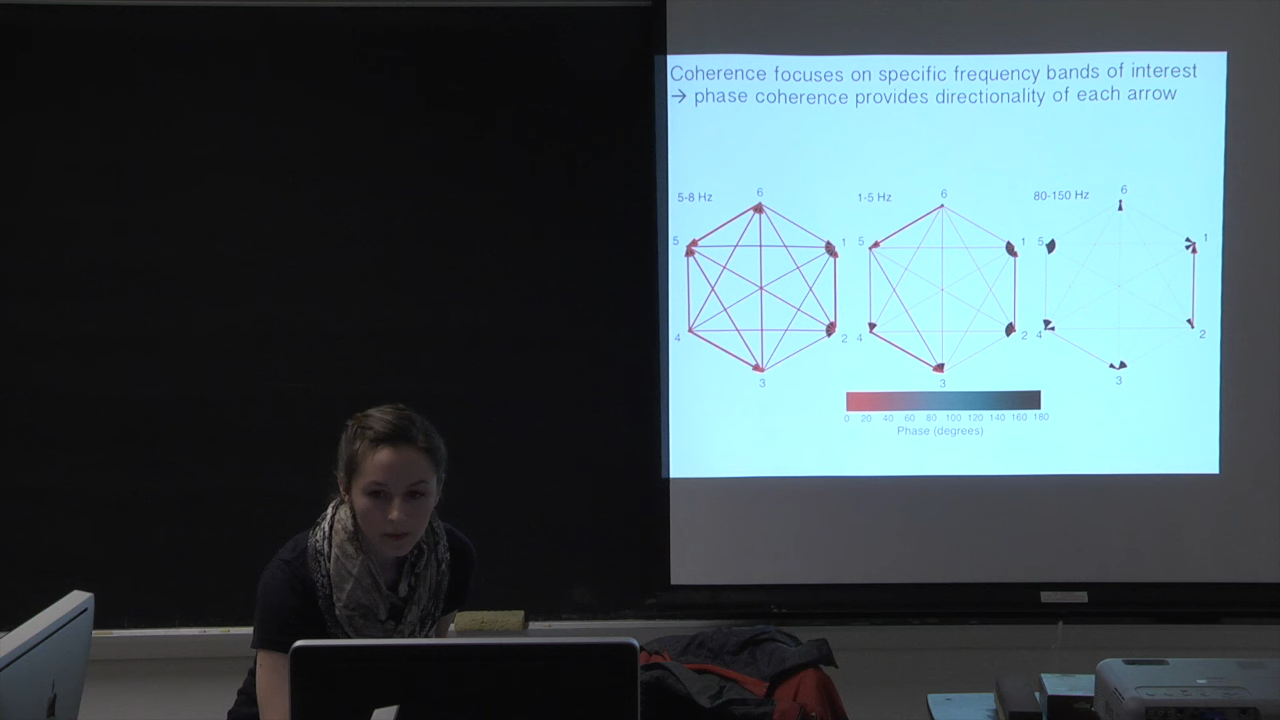 Coherence focuses on specific frequency bands of interest
→ phase coherence provides directionality of each arrow
5-8 Hz
6
5
1
4
2
3
1-5 Hz
6
5
1
4
2
3
80-150 Hz
6
5
1
4
2
3
0 20 40 60 80 100 120 140 160 180
Phase (degrees)